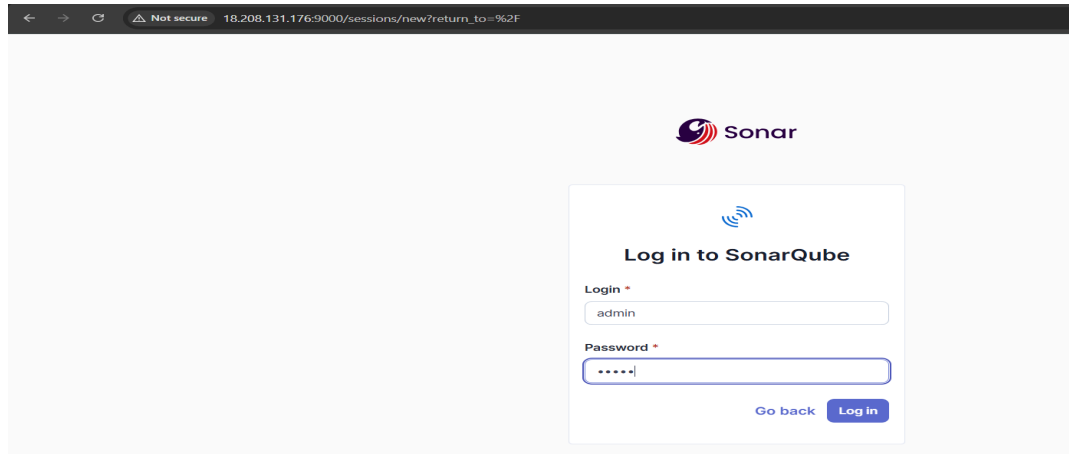 Not secure 18.208.131.176:9000/sessions/new?return_to=%2F
Sonar
Log in to SonarQube
Login *
admin
Password *
•••••
Go back Log in